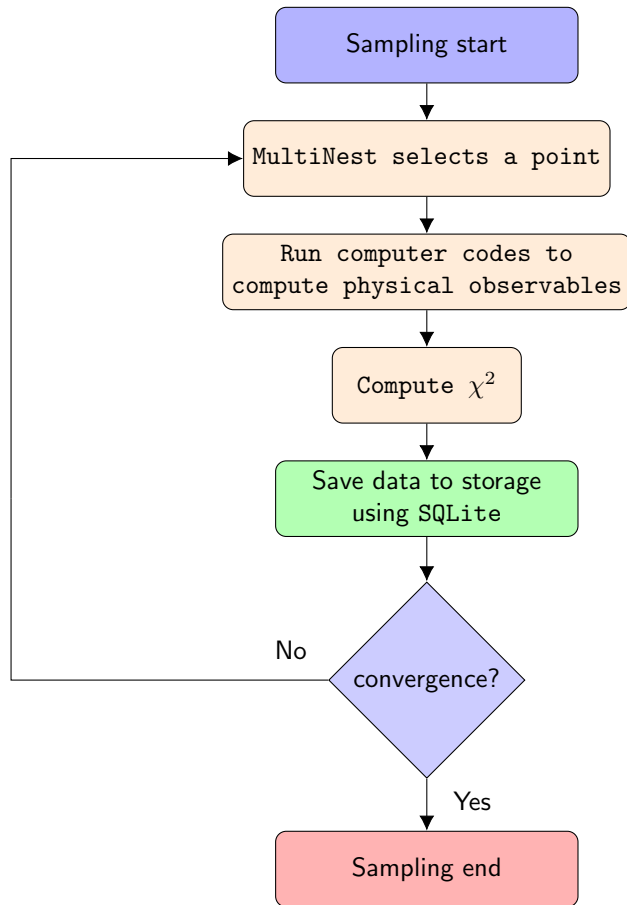 Sampling start
MultiNest selects a point
Run computer codes to
compute physical observables
Compute χ²
Save data to storage
using SQLite
No
convergence?
Yes
Sampling end